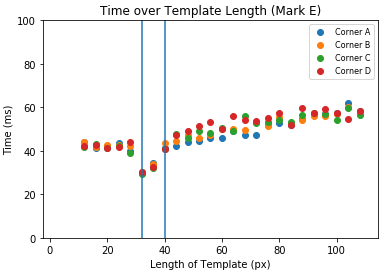 Time over Template Length (Mark E)
Corner A
Corner B
Corner C
Corner D
Time (ms)
100
80
60
40
20
0
0 20 40 60 80 100
Length of Template (px)